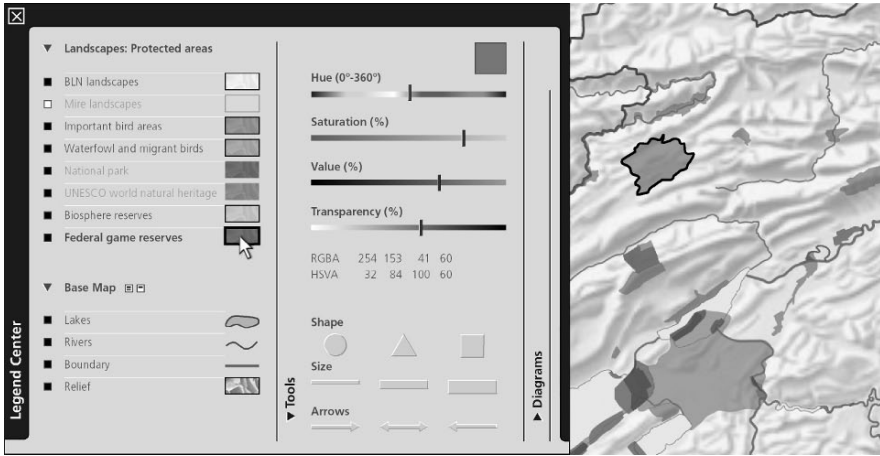 Legend Center
Landscapes: Protected areas
BLN landscapes
Mire landscapes
Important bird areas
Waterfowl and migrant birds
National park
UNESCO world natural heritage
Biosphere reserves
Federal game reserves
Base Map
Lakes
Rivers
Boundary
Relief
Tools
Hue (0°-360°)
Saturation (%)
Value (%)
Transparency (%)
RGBA 254 153 41 60
HSVA 32 84 100 60
Shape
Size
Arrows
Diagrams